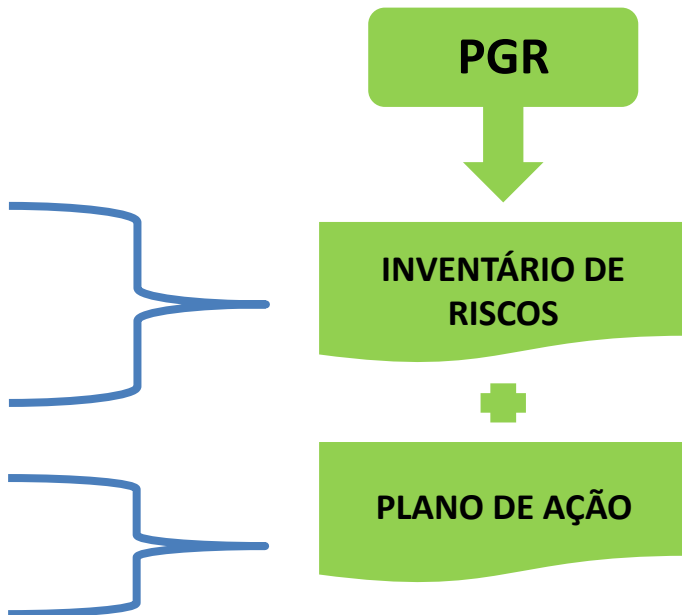 PGR
INVENTÁRIO DE
RISCOS
PLANO DE AÇÃO